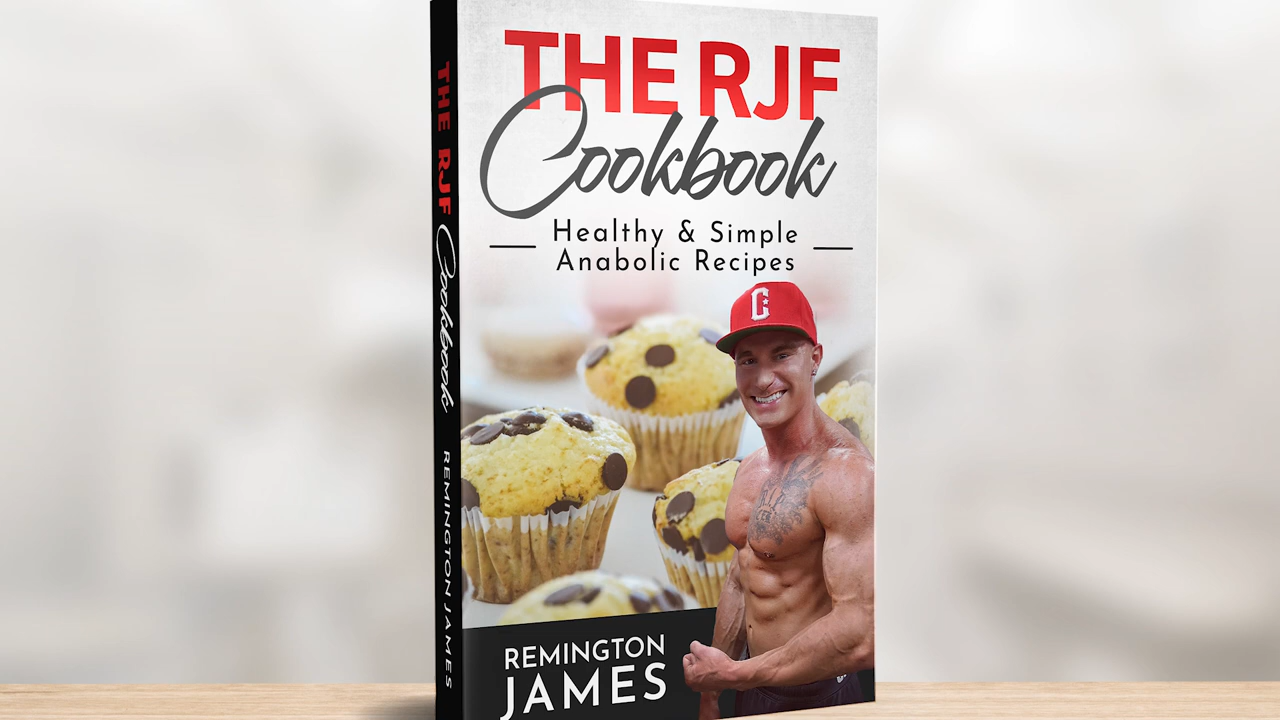 THE RJF
Cookbook
Healthy & Simple
Anabolic Recipes
C
REMINGTON
JAMES
THE RJF Cookbook REMINGTON JAMES